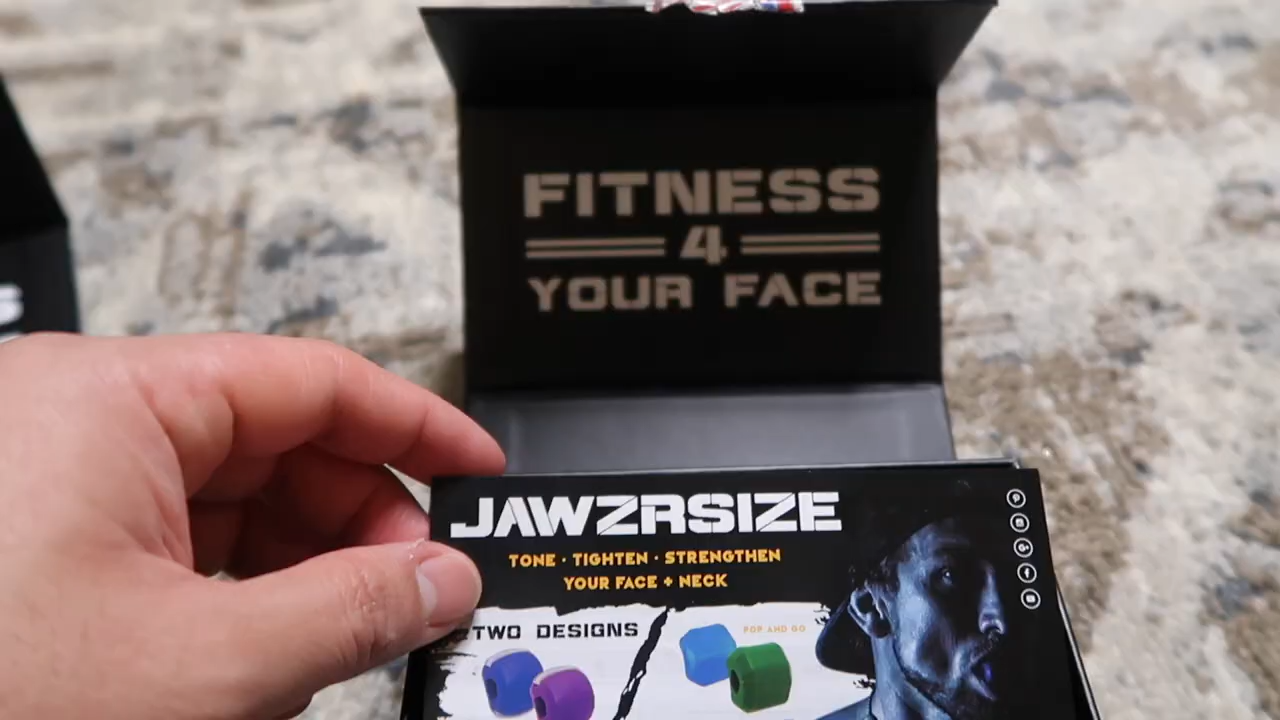 FITNESS
4
YOUR FACE
S
JAWZRSIZE
TONE · TIGHTEN · STRENGTHEN
YOUR FACE + NECK
TWO DESIGNS
POP AND GO